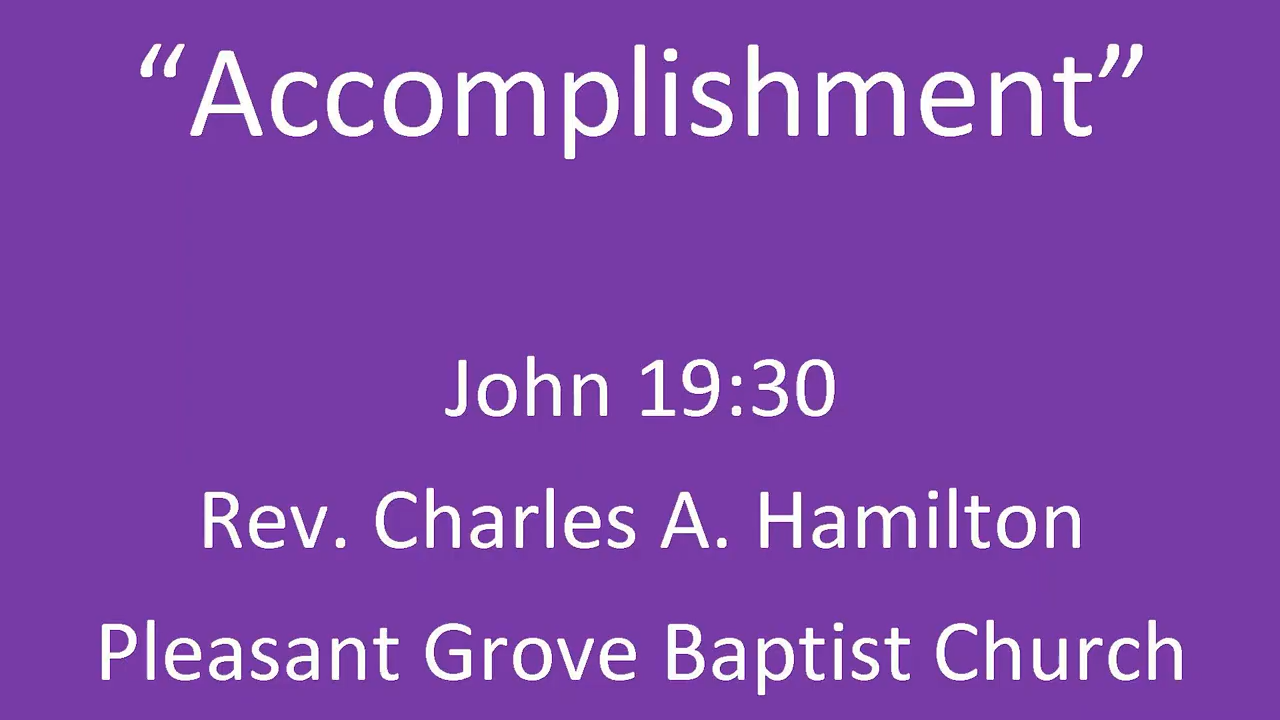 “Accomplishment”
John 19:30
Rev. Charles A. Hamilton
Pleasant Grove Baptist Church